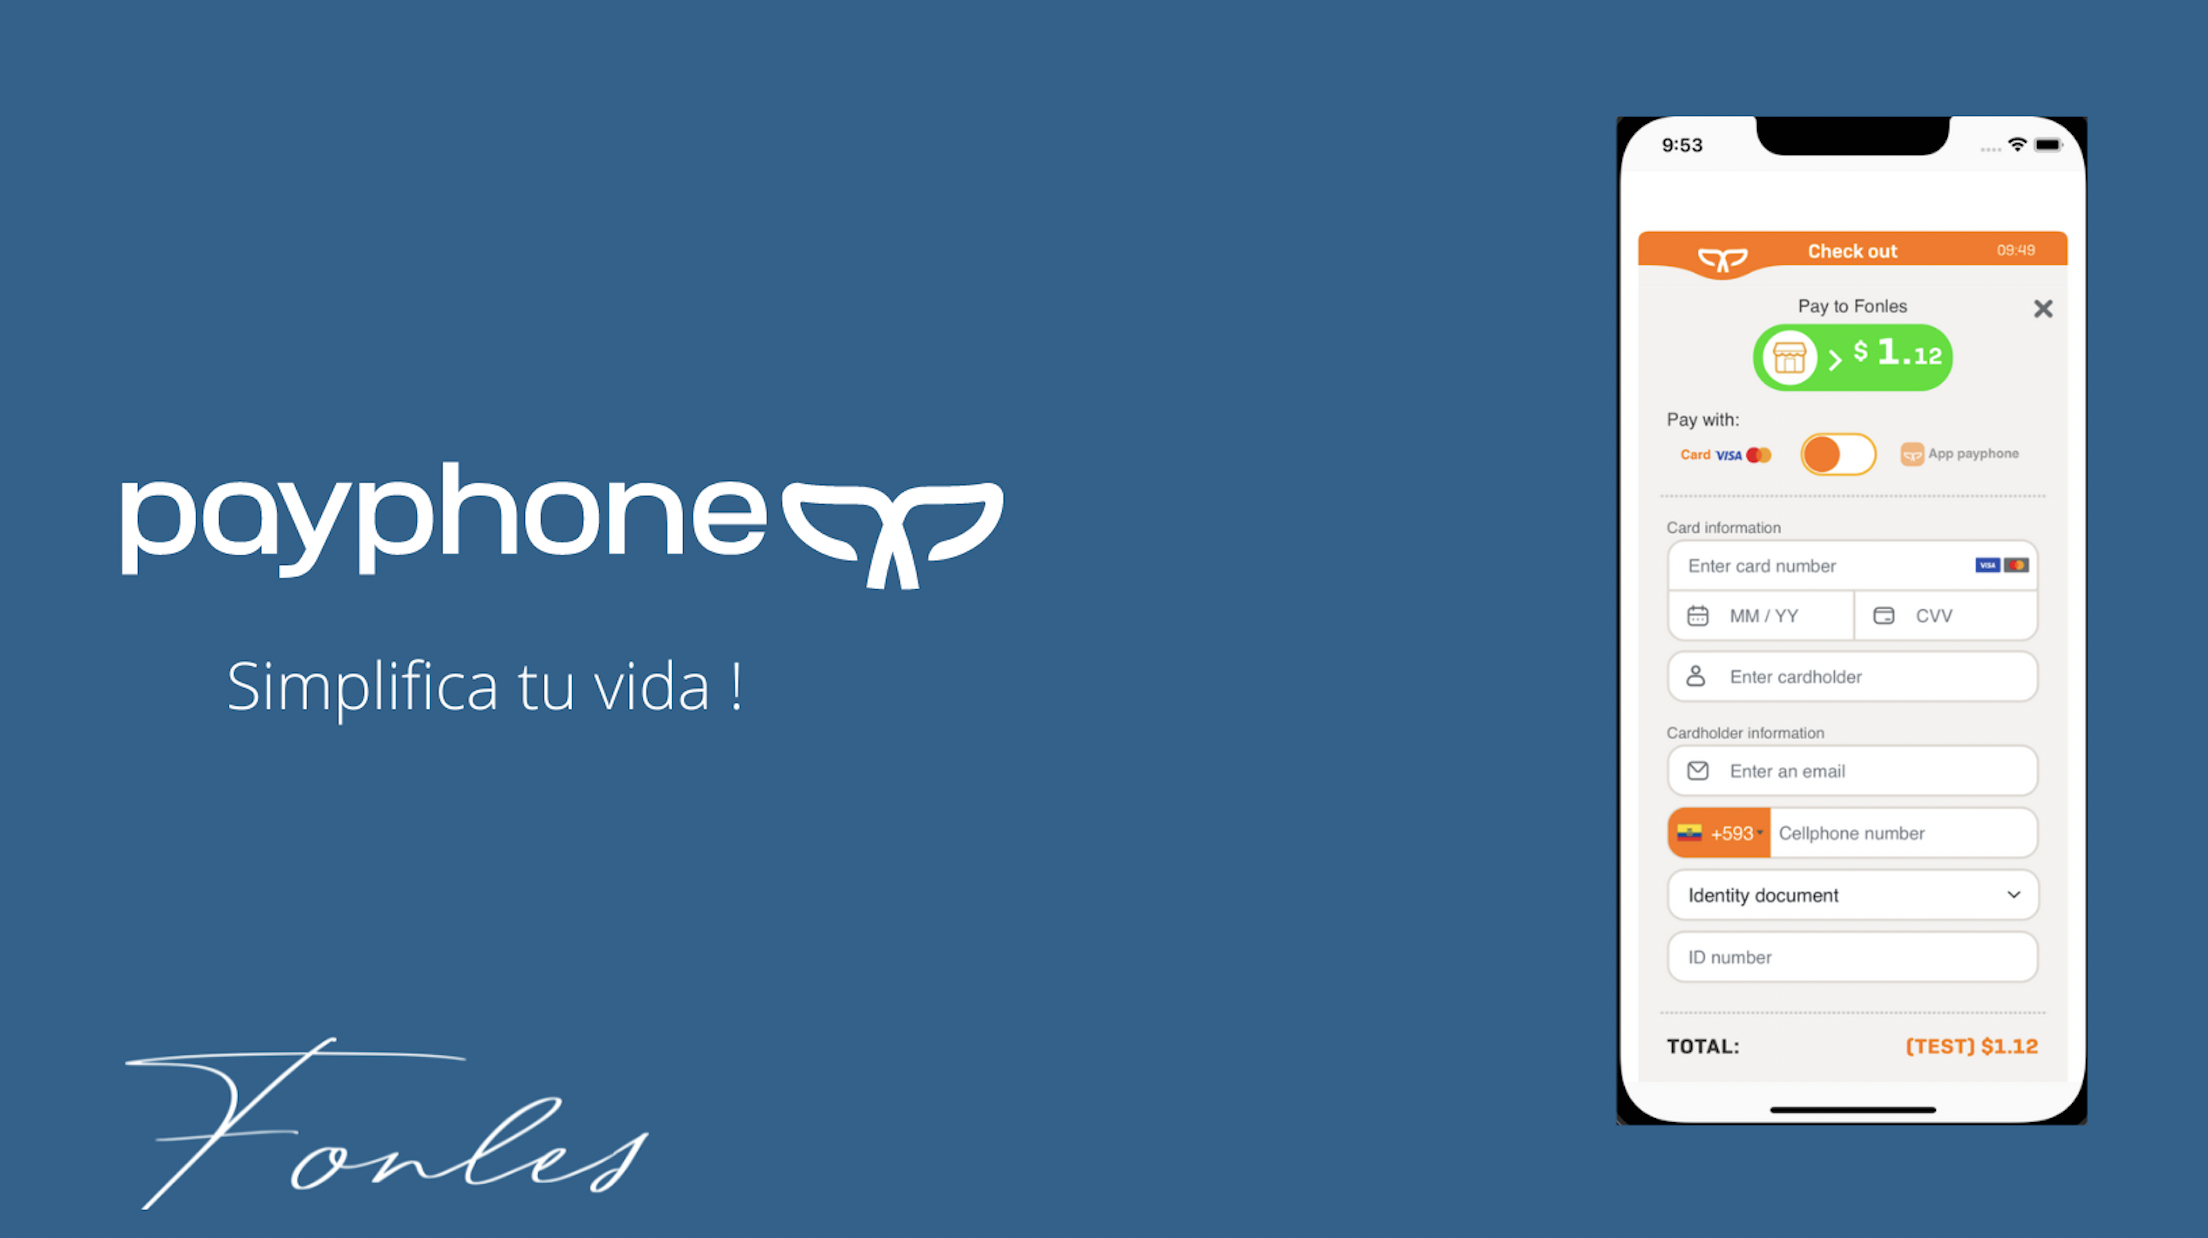 payphone
Simplifica tu vida !
Fonles
9:53
Check out 09:49
Pay to Fonles
$ 1.12
Pay with:
Card VISA App payphone
Card information
Enter card number VISA
MM / YY CVV
Enter cardholder
Cardholder information
Enter an email
+593 Cellphone number
Identity document
ID number
TOTAL: (TEST) $1.12